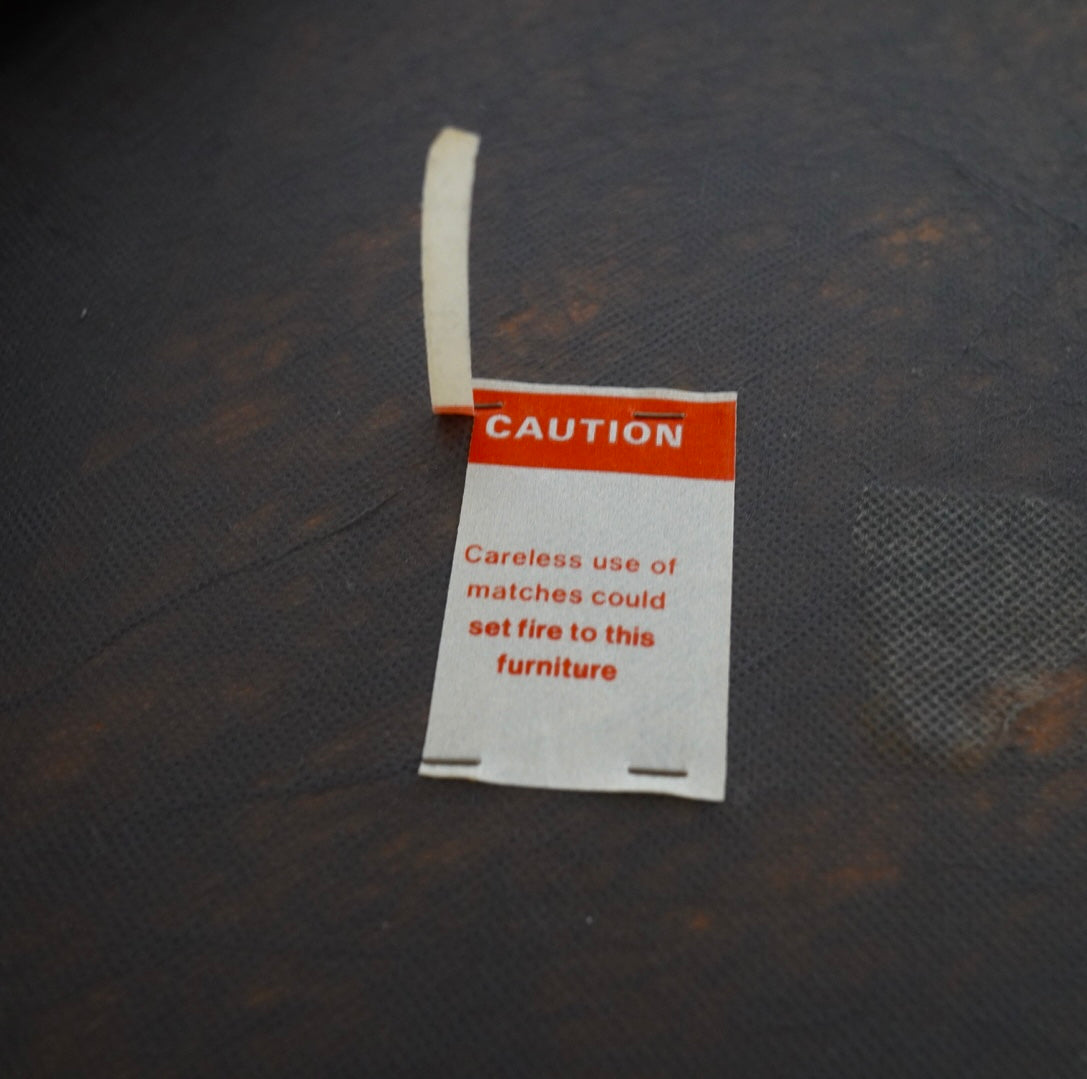 CAUTION
Careless use of
matches could
set fire to this
furniture